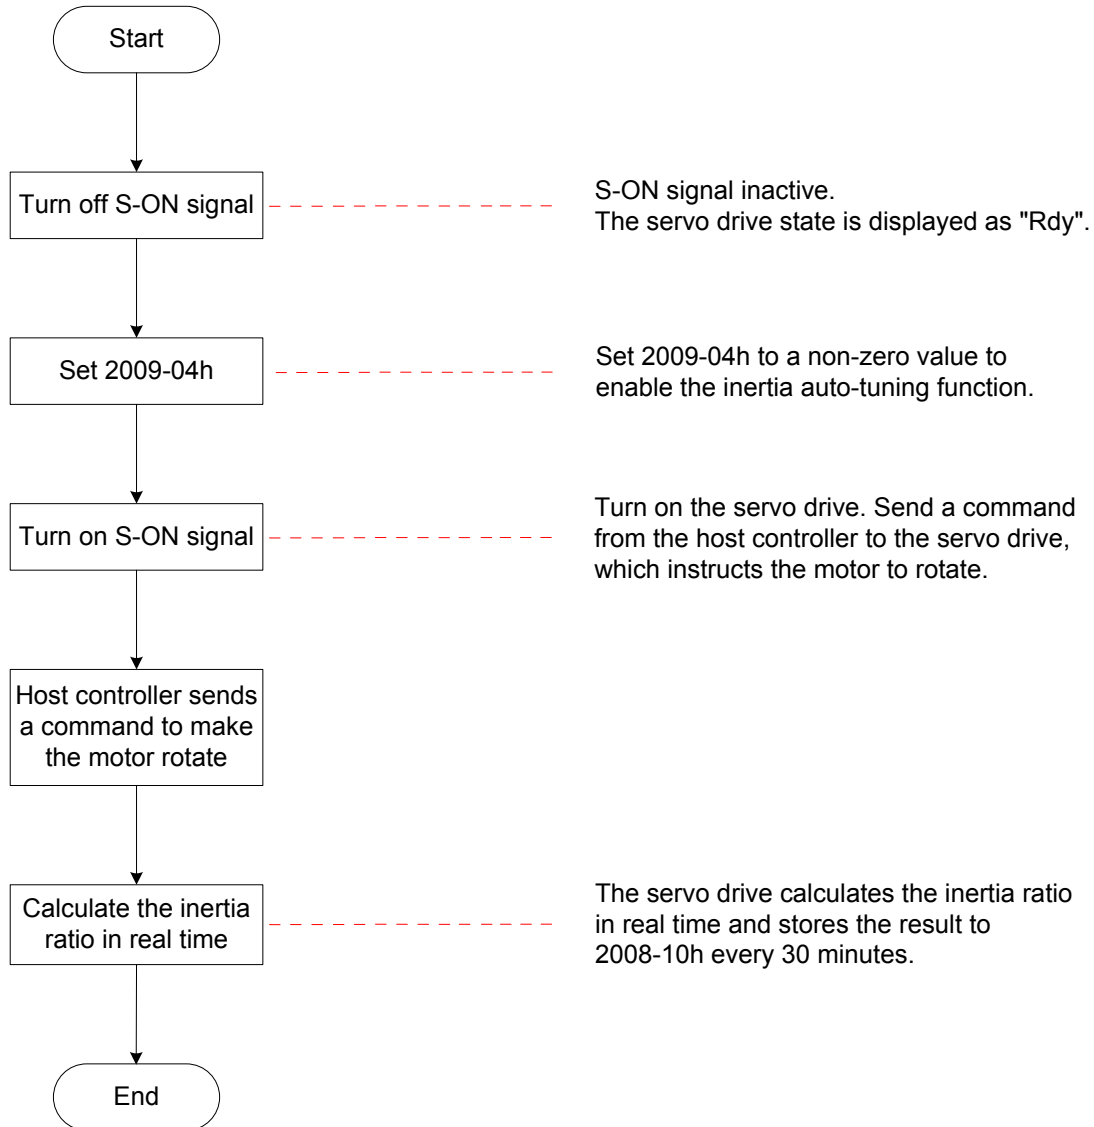 Start
Turn off S-ON signal
S-ON signal inactive.
The servo drive state is displayed as "Rdy".
Set 2009-04h
Set 2009-04h to a non-zero value to
enable the inertia auto-tuning function.
Turn on S-ON signal
Turn on the servo drive. Send a command
from the host controller to the servo drive,
which instructs the motor to rotate.
Host controller sends
a command to make
the motor rotate
Calculate the inertia
ratio in real time
The servo drive calculates the inertia ratio
in real time and stores the result to
2008-10h every 30 minutes.
End